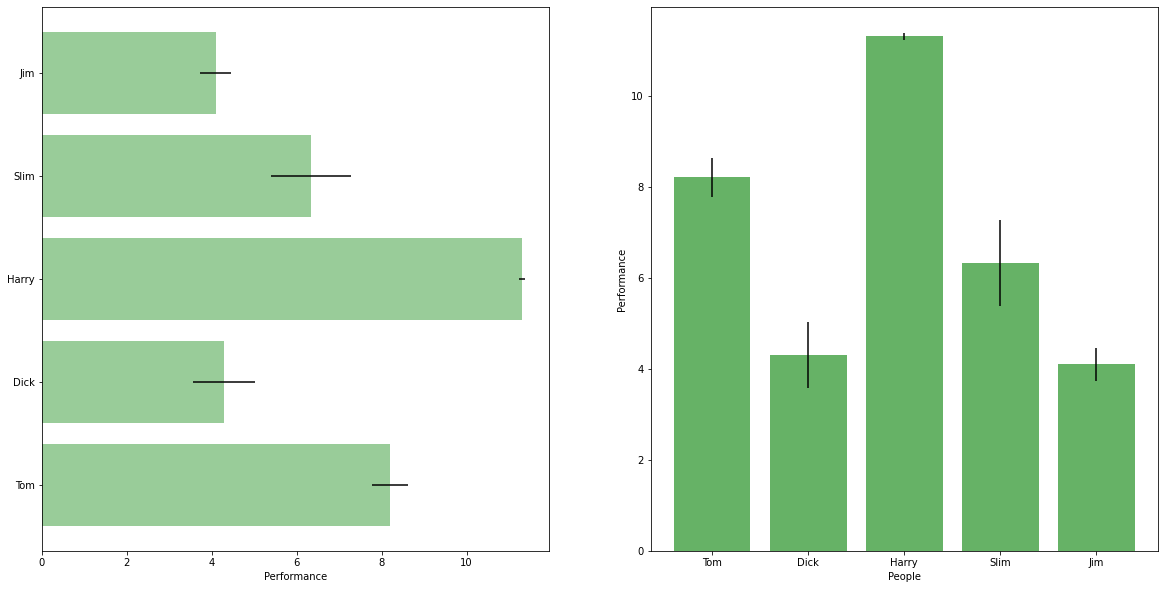 Jim
Slim
Harry
Dick
Tom
0 2 4 6 8 10
Performance
10
8
6
4
2
0
Performance
Tom Dick Harry Slim Jim
People